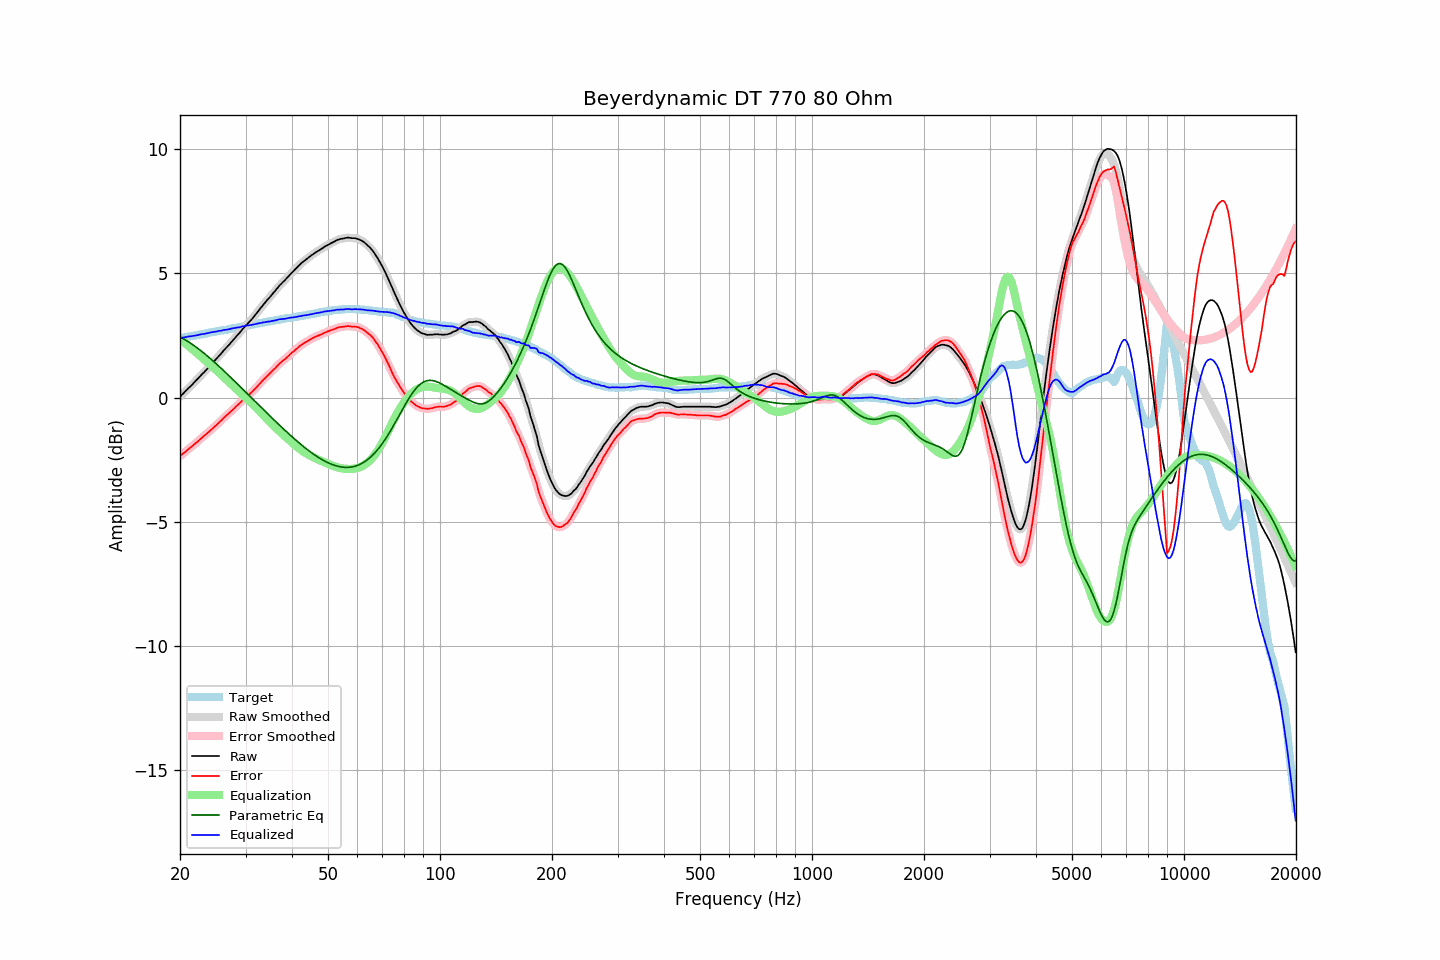 Beyerdynamic DT 770 80 Ohm
Amplitude (dBr)
10
5
0
−5
−10
−15
Target
Raw Smoothed
Error Smoothed
Raw
Error
Equalization
Parametric Eq
Equalized
20 50 100 200 500 1000 2000 5000 10000 20000
Frequency (Hz)